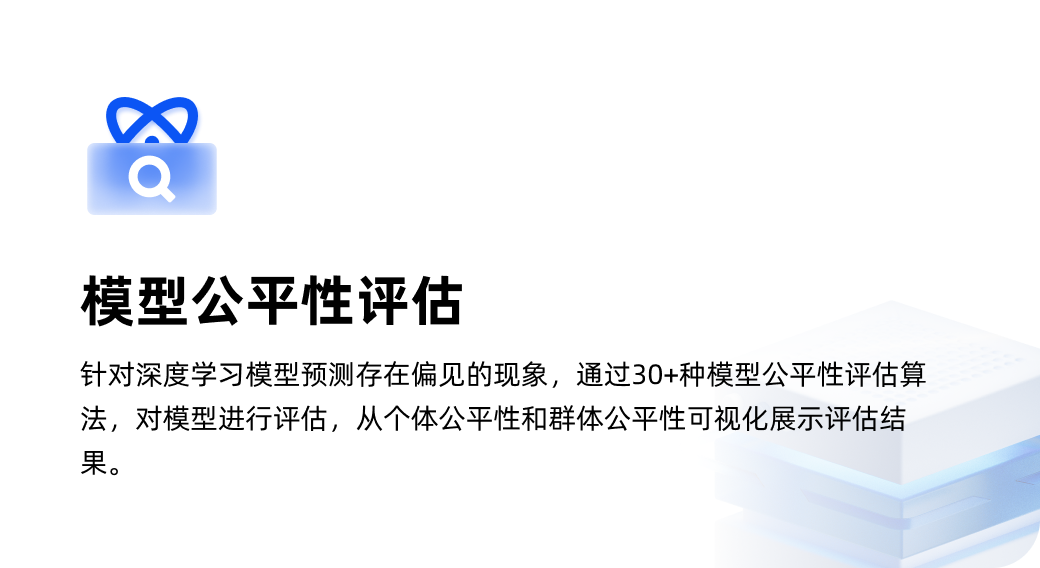 模型公平性评估
针对深度学习模型预测存在偏见的现象，通过30+种模型公平性评估算
法，对模型进行评估，从个体公平性和群体公平性可视化展示评估结
果。